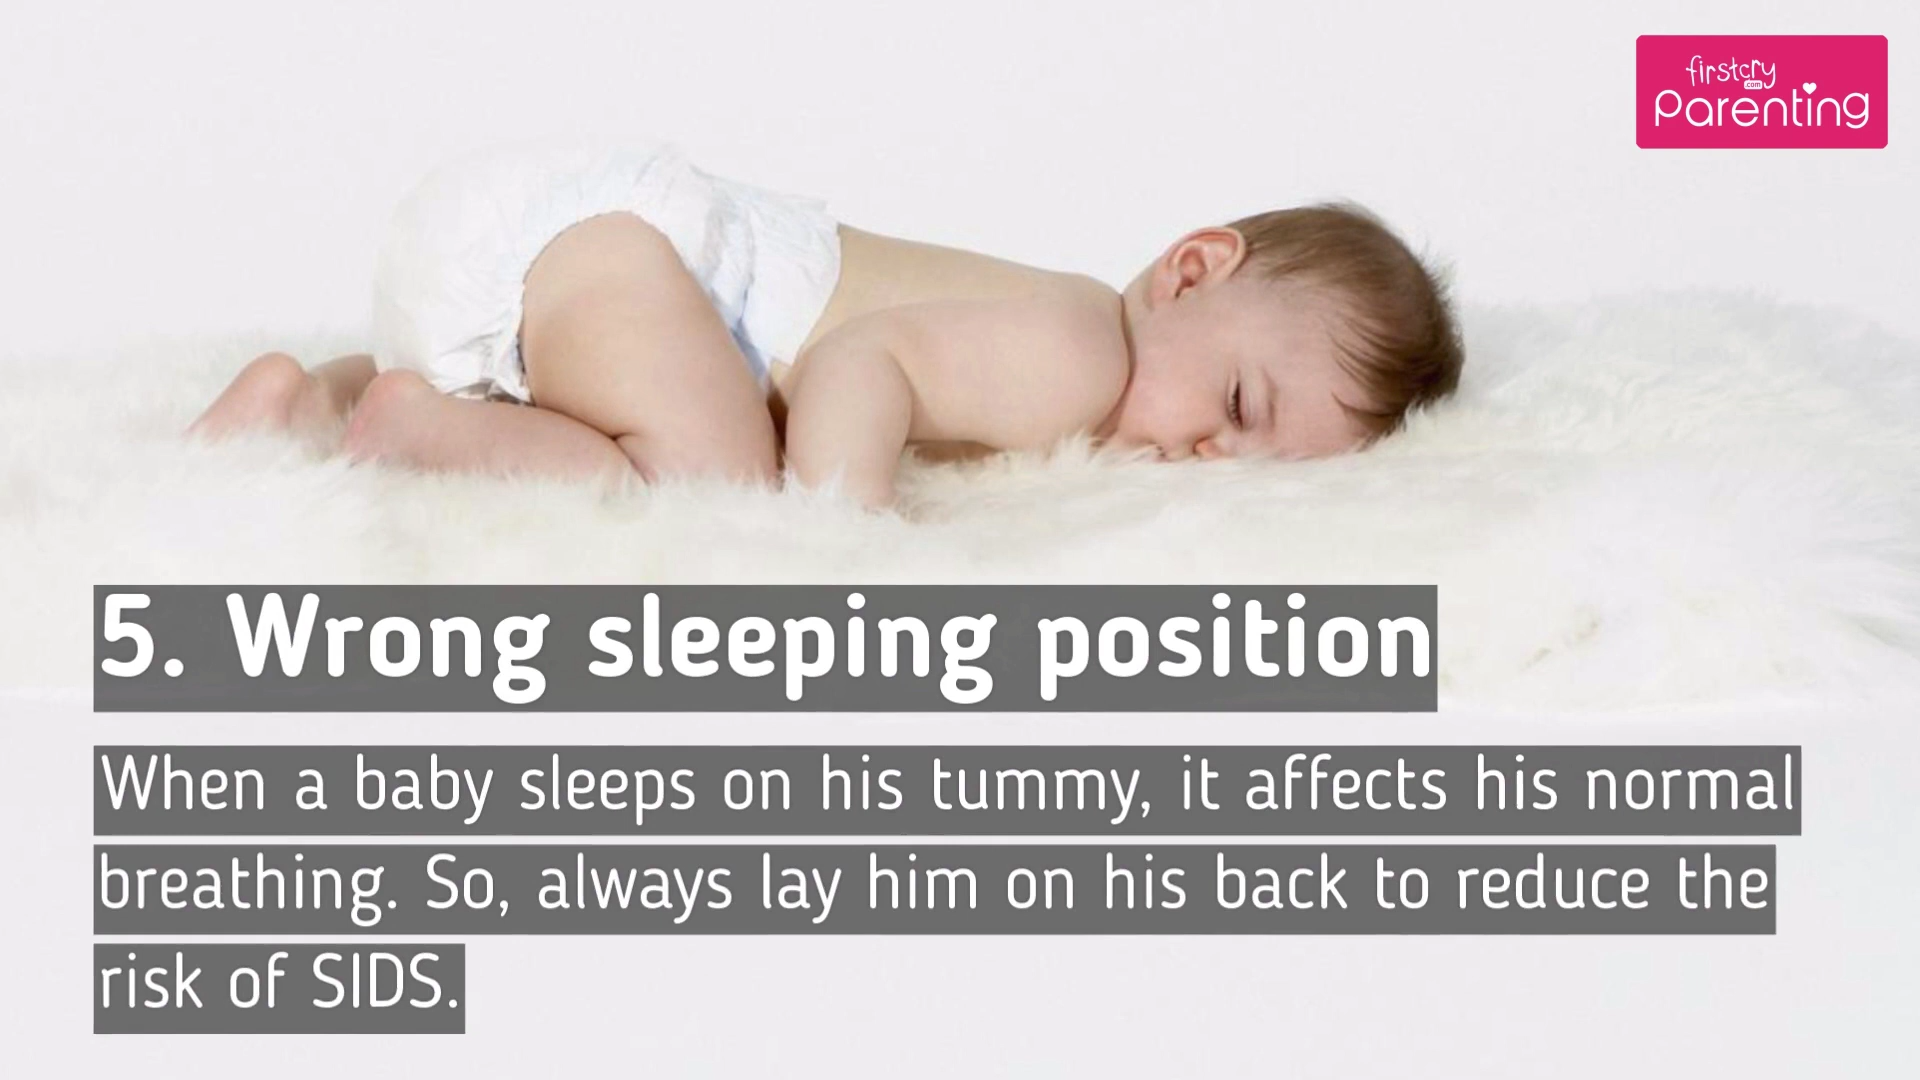 firstcry
.com
Parenting
5. Wrong sleeping position
When a baby sleeps on his tummy, it affects his normal
breathing. So, always lay him on his back to reduce the
risk of SIDS.